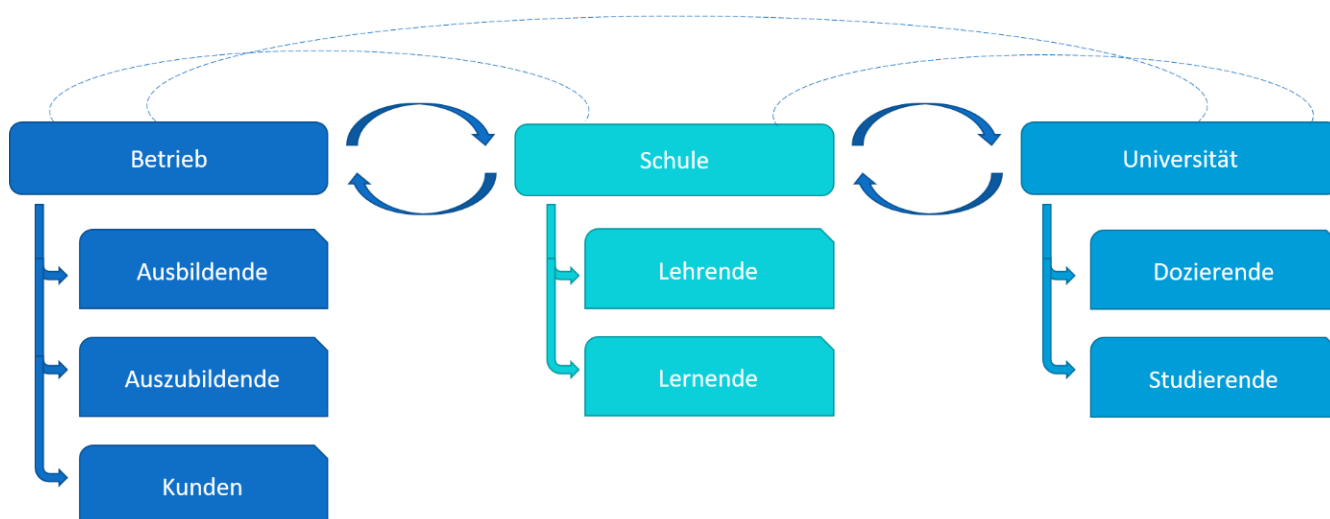 Betrieb
Schule
Universität
Ausbildende
Lehrende
Dozierende
Auszubildende
Lernende
Studierende
Kunden